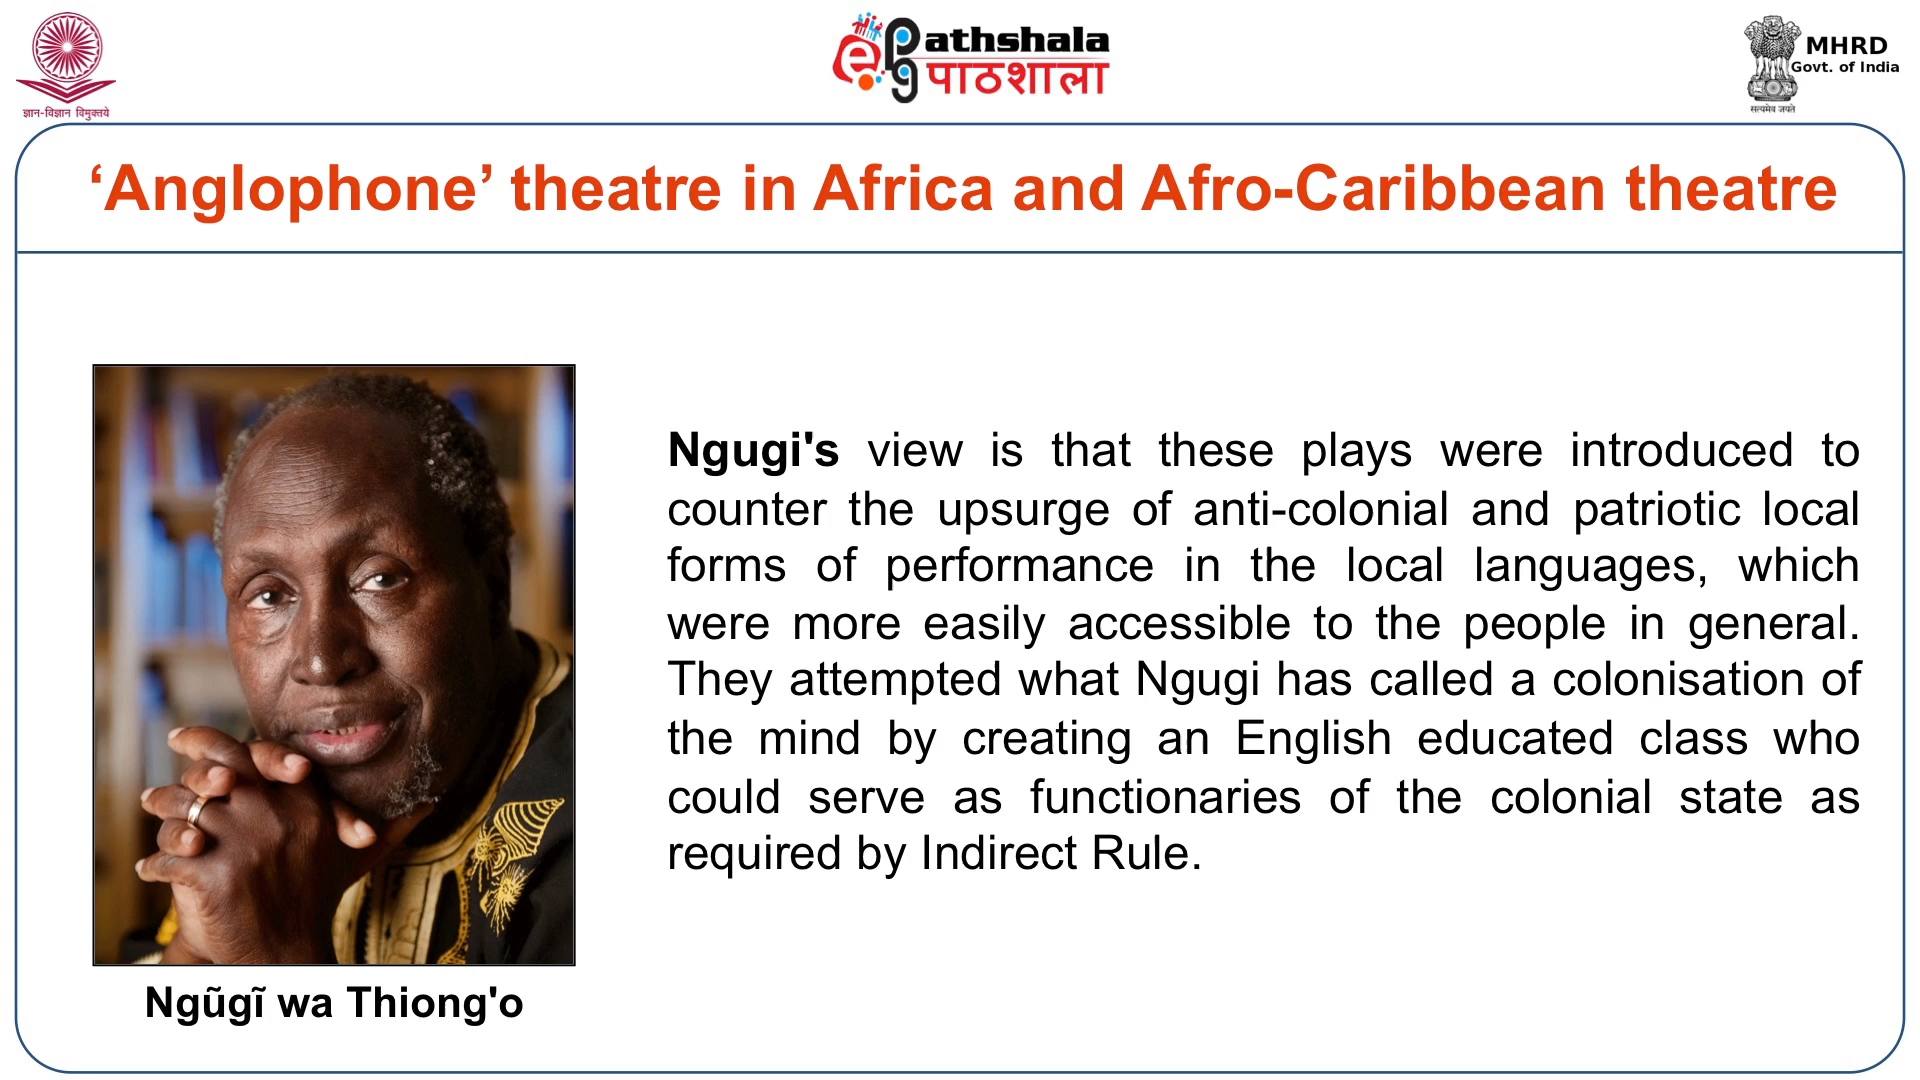 ज्ञान-विज्ञान विमुक्तये
e Pathshala
पाठशाला
MHRD
Govt. of India
सत्यमेव जयते
‘Anglophone’ theatre in Africa and Afro-Caribbean theatre
Ngugi's view is that these plays were introduced to
counter the upsurge of anti-colonial and patriotic local
forms of performance in the local languages, which
were more easily accessible to the people in general.
They attempted what Ngugi has called a colonisation of
the mind by creating an English educated class who
could serve as functionaries of the colonial state as
required by Indirect Rule.
Ngũgĩ wa Thiong'o